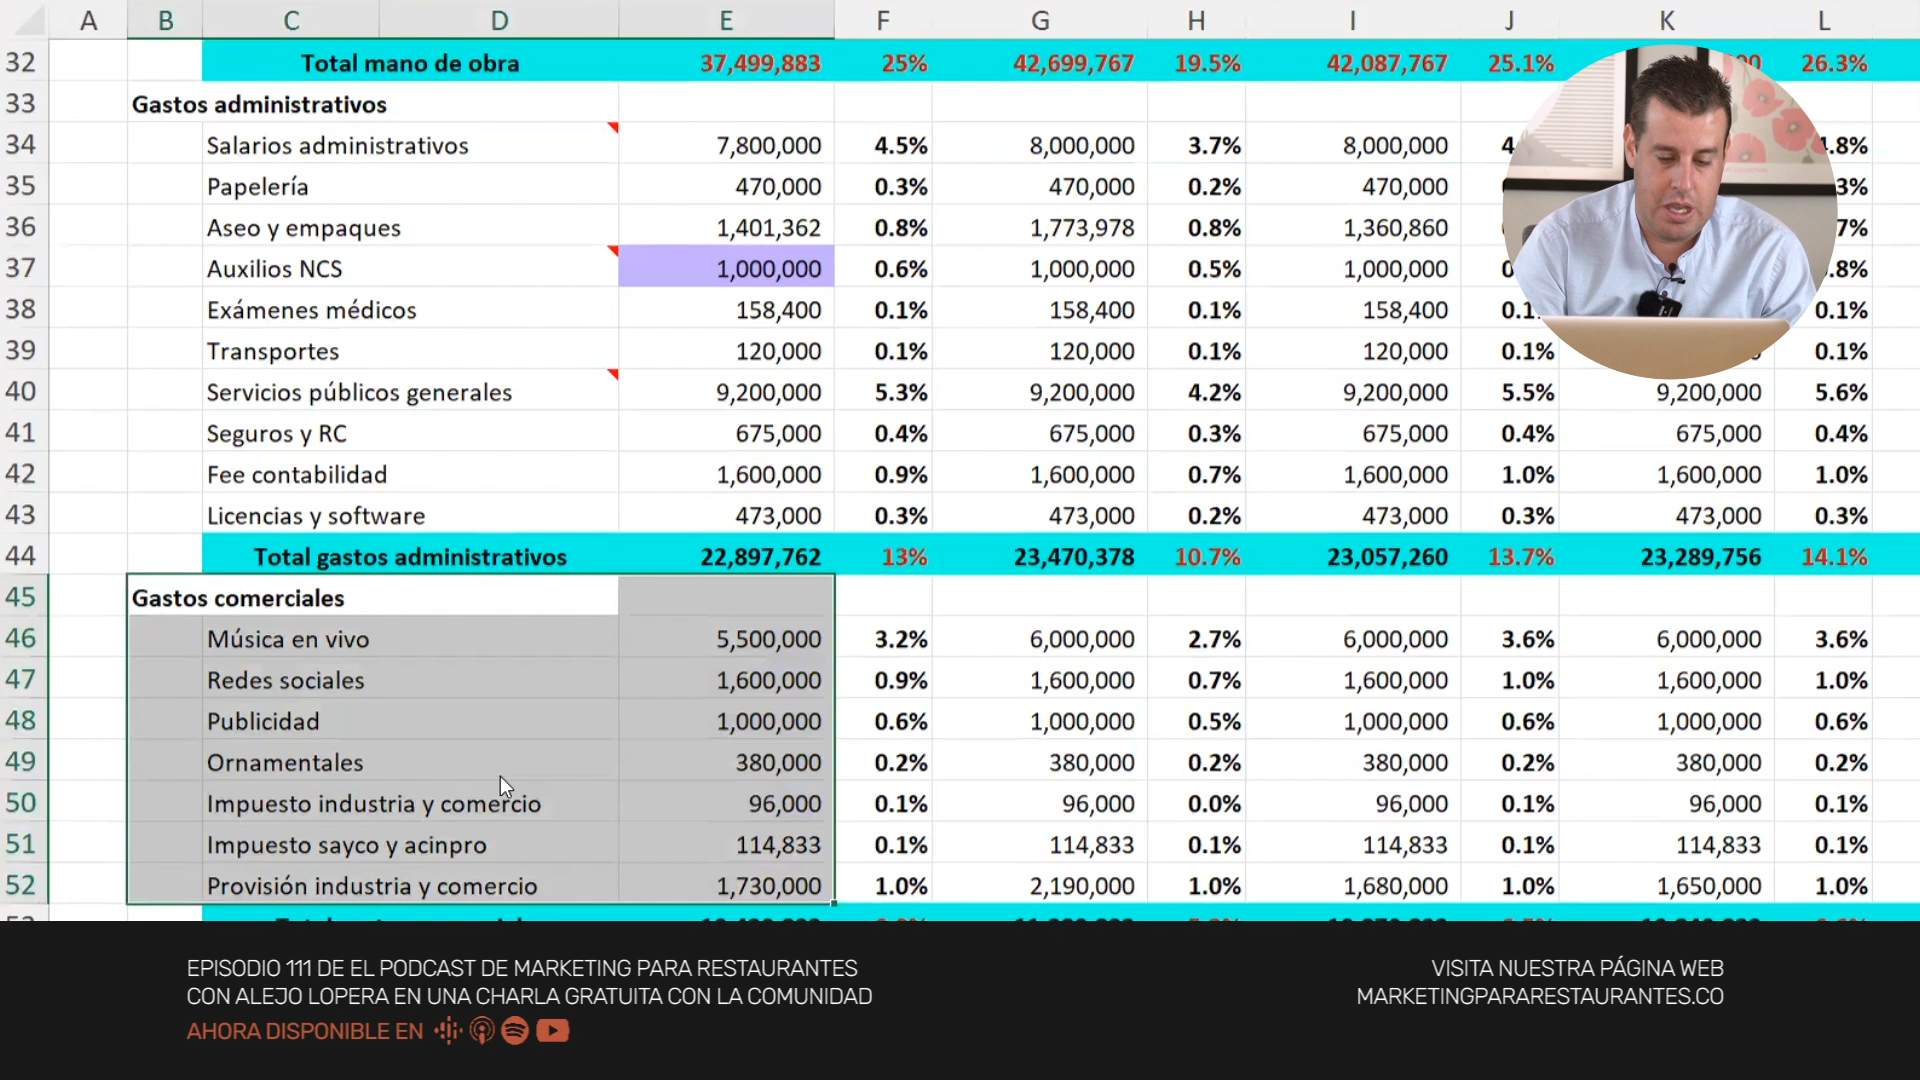 A B C D E F G H I J K L
32 Total mano de obra 37,499,883 25% 42,699,767 19.5% 42,087,767 25.1% 26.3%
33 Gastos administrativos
34 Salarios administrativos 7,800,000 4.5% 8,000,000 3.7% 8,000,000
35 Papelería 470,000 0.3% 470,000 0.2% 470,000
36 Aseo y empaques 1,401,362 0.8% 1,773,978 0.8% 1,360,860
37 Auxilios NCS 1,000,000 0.6% 1,000,000 0.5% 1,000,000
38 Exámenes médicos 158,400 0.1% 158,400 0.1% 158,400 0.1%
39 Transportes 120,000 0.1% 120,000 0.1% 120,000 0.1% 0.1%
40 Servicios públicos generales 9,200,000 5.3% 9,200,000 4.2% 9,200,000 5.5% 9,200,000 5.6%
41 Seguros y RC 675,000 0.4% 675,000 0.3% 675,000 0.4% 675,000 0.4%
42 Fee contabilidad 1,600,000 0.9% 1,600,000 0.7% 1,600,000 1.0% 1,600,000 1.0%
43 Licencias y software 473,000 0.3% 473,000 0.2% 473,000 0.3% 473,000 0.3%
44 Total gastos administrativos 22,897,762 13% 23,470,378 10.7% 23,057,260 13.7% 23,289,756 14.1%
45 Gastos comerciales
46 Música en vivo 5,500,000 3.2% 6,000,000 2.7% 6,000,000 3.6% 6,000,000 3.6%
47 Redes sociales 1,600,000 0.9% 1,600,000 0.7% 1,600,000 1.0% 1,600,000 1.0%
48 Publicidad 1,000,000 0.6% 1,000,000 0.5% 1,000,000 0.6% 1,000,000 0.6%
49 Ornamentales 380,000 0.2% 380,000 0.2% 380,000 0.2% 380,000 0.2%
50 Impuesto industria y comercio 96,000 0.1% 96,000 0.0% 96,000 0.1% 96,000 0.1%
51 Impuesto sayco y acinpro 114,833 0.1% 114,833 0.1% 114,833 0.1% 114,833 0.1%
52 Provisión industria y comercio 1,730,000 1.0% 2,190,000 1.0% 1,680,000 1.0% 1,650,000 1.0%
EPISODIO 111 DE EL PODCAST DE MARKETING PARA RESTAURANTES
CON ALEJO LOPERA EN UNA CHARLA GRATUITA CON LA COMUNIDAD
AHORA DISPONIBLE EN
VISITA NUESTRA PÁGINA WEB
MARKETINGPARARESTAURANTES.CO